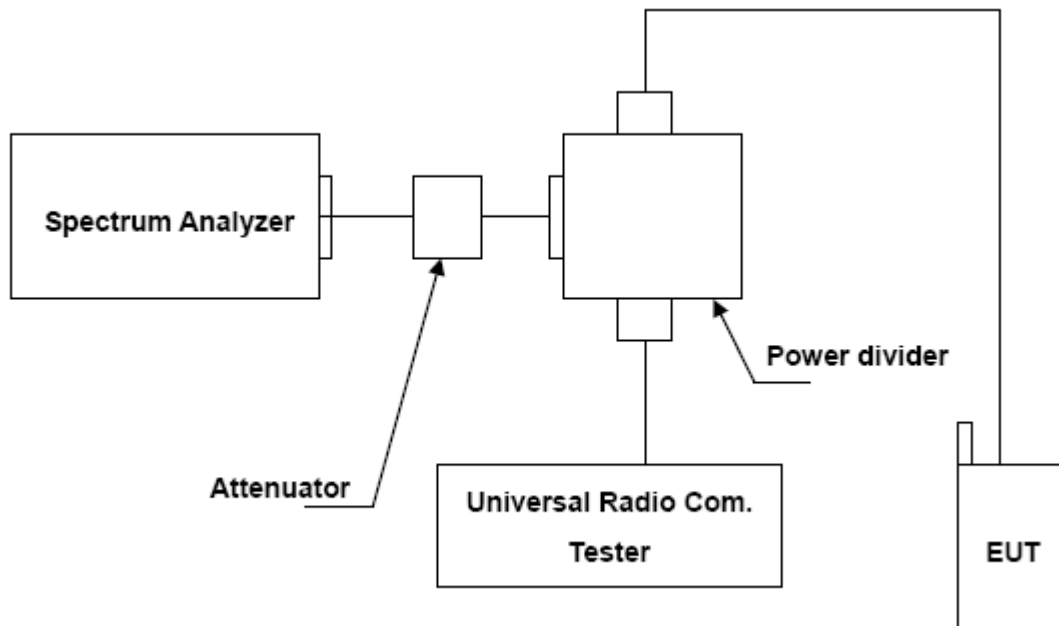 Spectrum Analyzer
Power divider
Attenuator
Universal Radio Com.
Tester
EUT